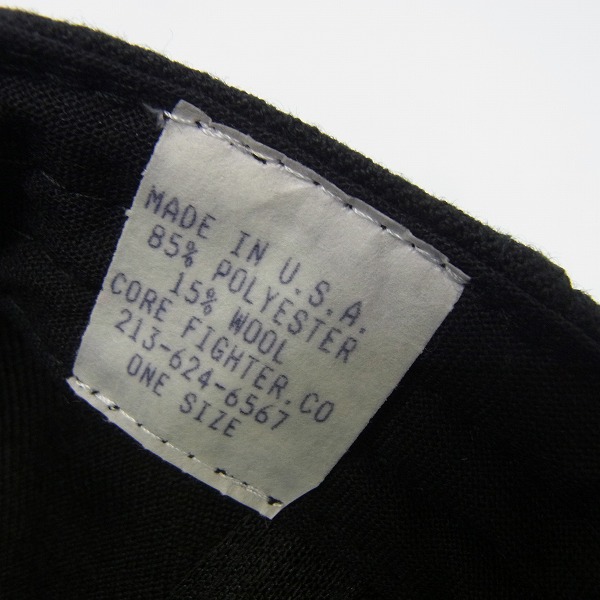 MADE IN U.S.A.
85% POLYESTER
15% WOOL
CORE FIGHTER.CO
213-624-6567
ONE SIZE